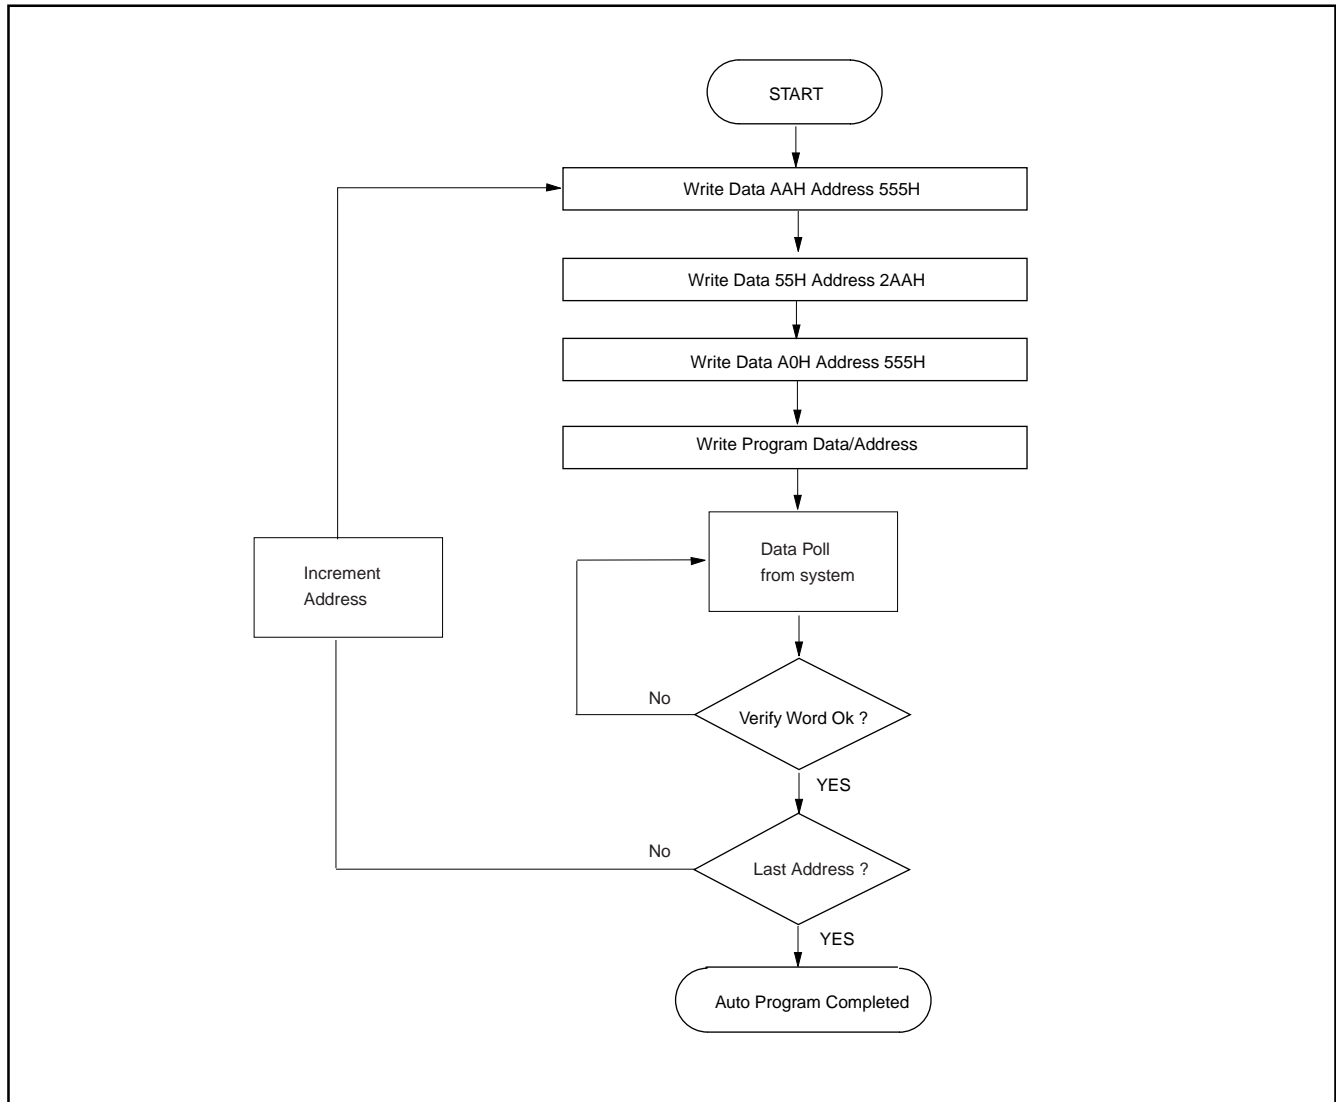 START
Write Data AAH Address 555H
Write Data 55H Address 2AAH
Write Data A0H Address 555H
Write Program Data/Address
Data Poll
from system
Increment
Address
No
Verify Word Ok ?
YES
No
Last Address ?
YES
Auto Program Completed